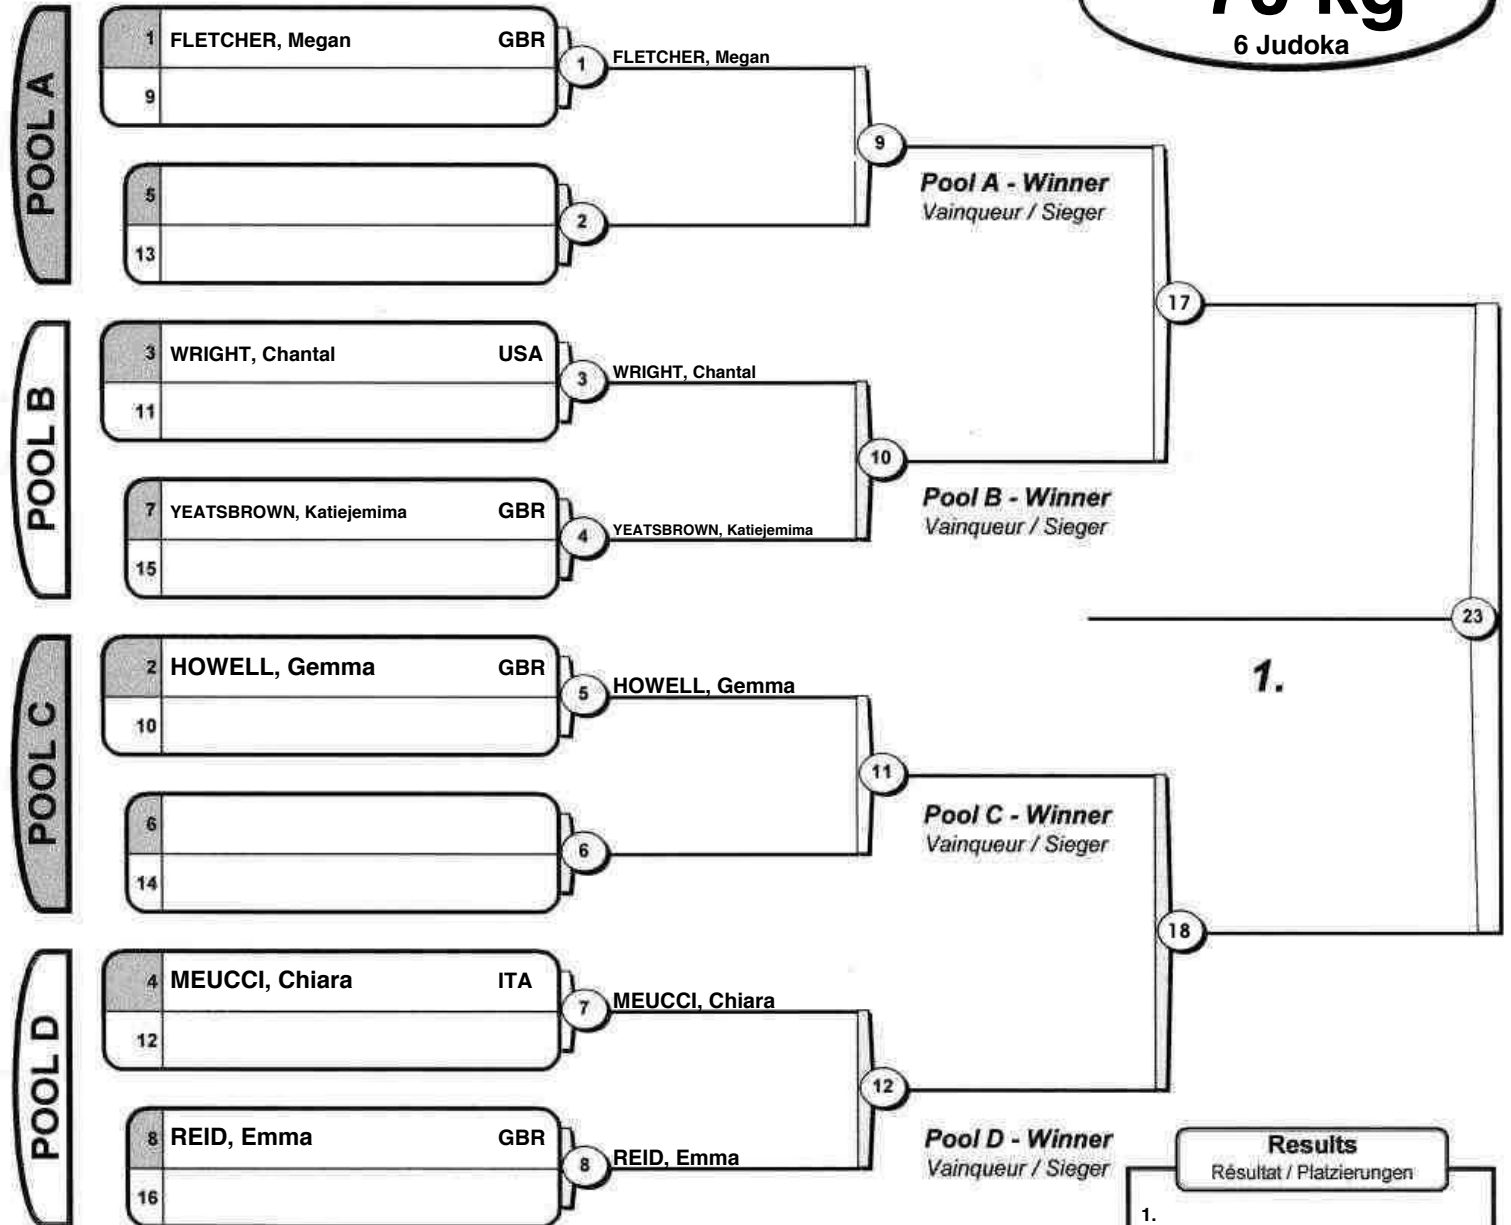 70 kg
6 Judoka
POOL A
1 FLETCHER, Megan GBR
9
1 FLETCHER, Megan
5
13
2
9
Pool A - Winner
Vainqueur / Sieger
POOL B
3 WRIGHT, Chantal USA
11
3 WRIGHT, Chantal
7 YEATSBROWN, Katiejemima GBR
15
4 YEATSBROWN, Katiejemima
10
Pool B - Winner
Vainqueur / Sieger
17
23
1.
POOL C
2 HOWELL, Gemma GBR
10
5 HOWELL, Gemma
6
14
6
11
Pool C - Winner
Vainqueur / Sieger
18
POOL D
4 MEUCCI, Chiara ITA
12
7 MEUCCI, Chiara
8 REID, Emma GBR
16
8 REID, Emma
12
Pool D - Winner
Vainqueur / Sieger
Results
Résultat / Platzierungen
1.